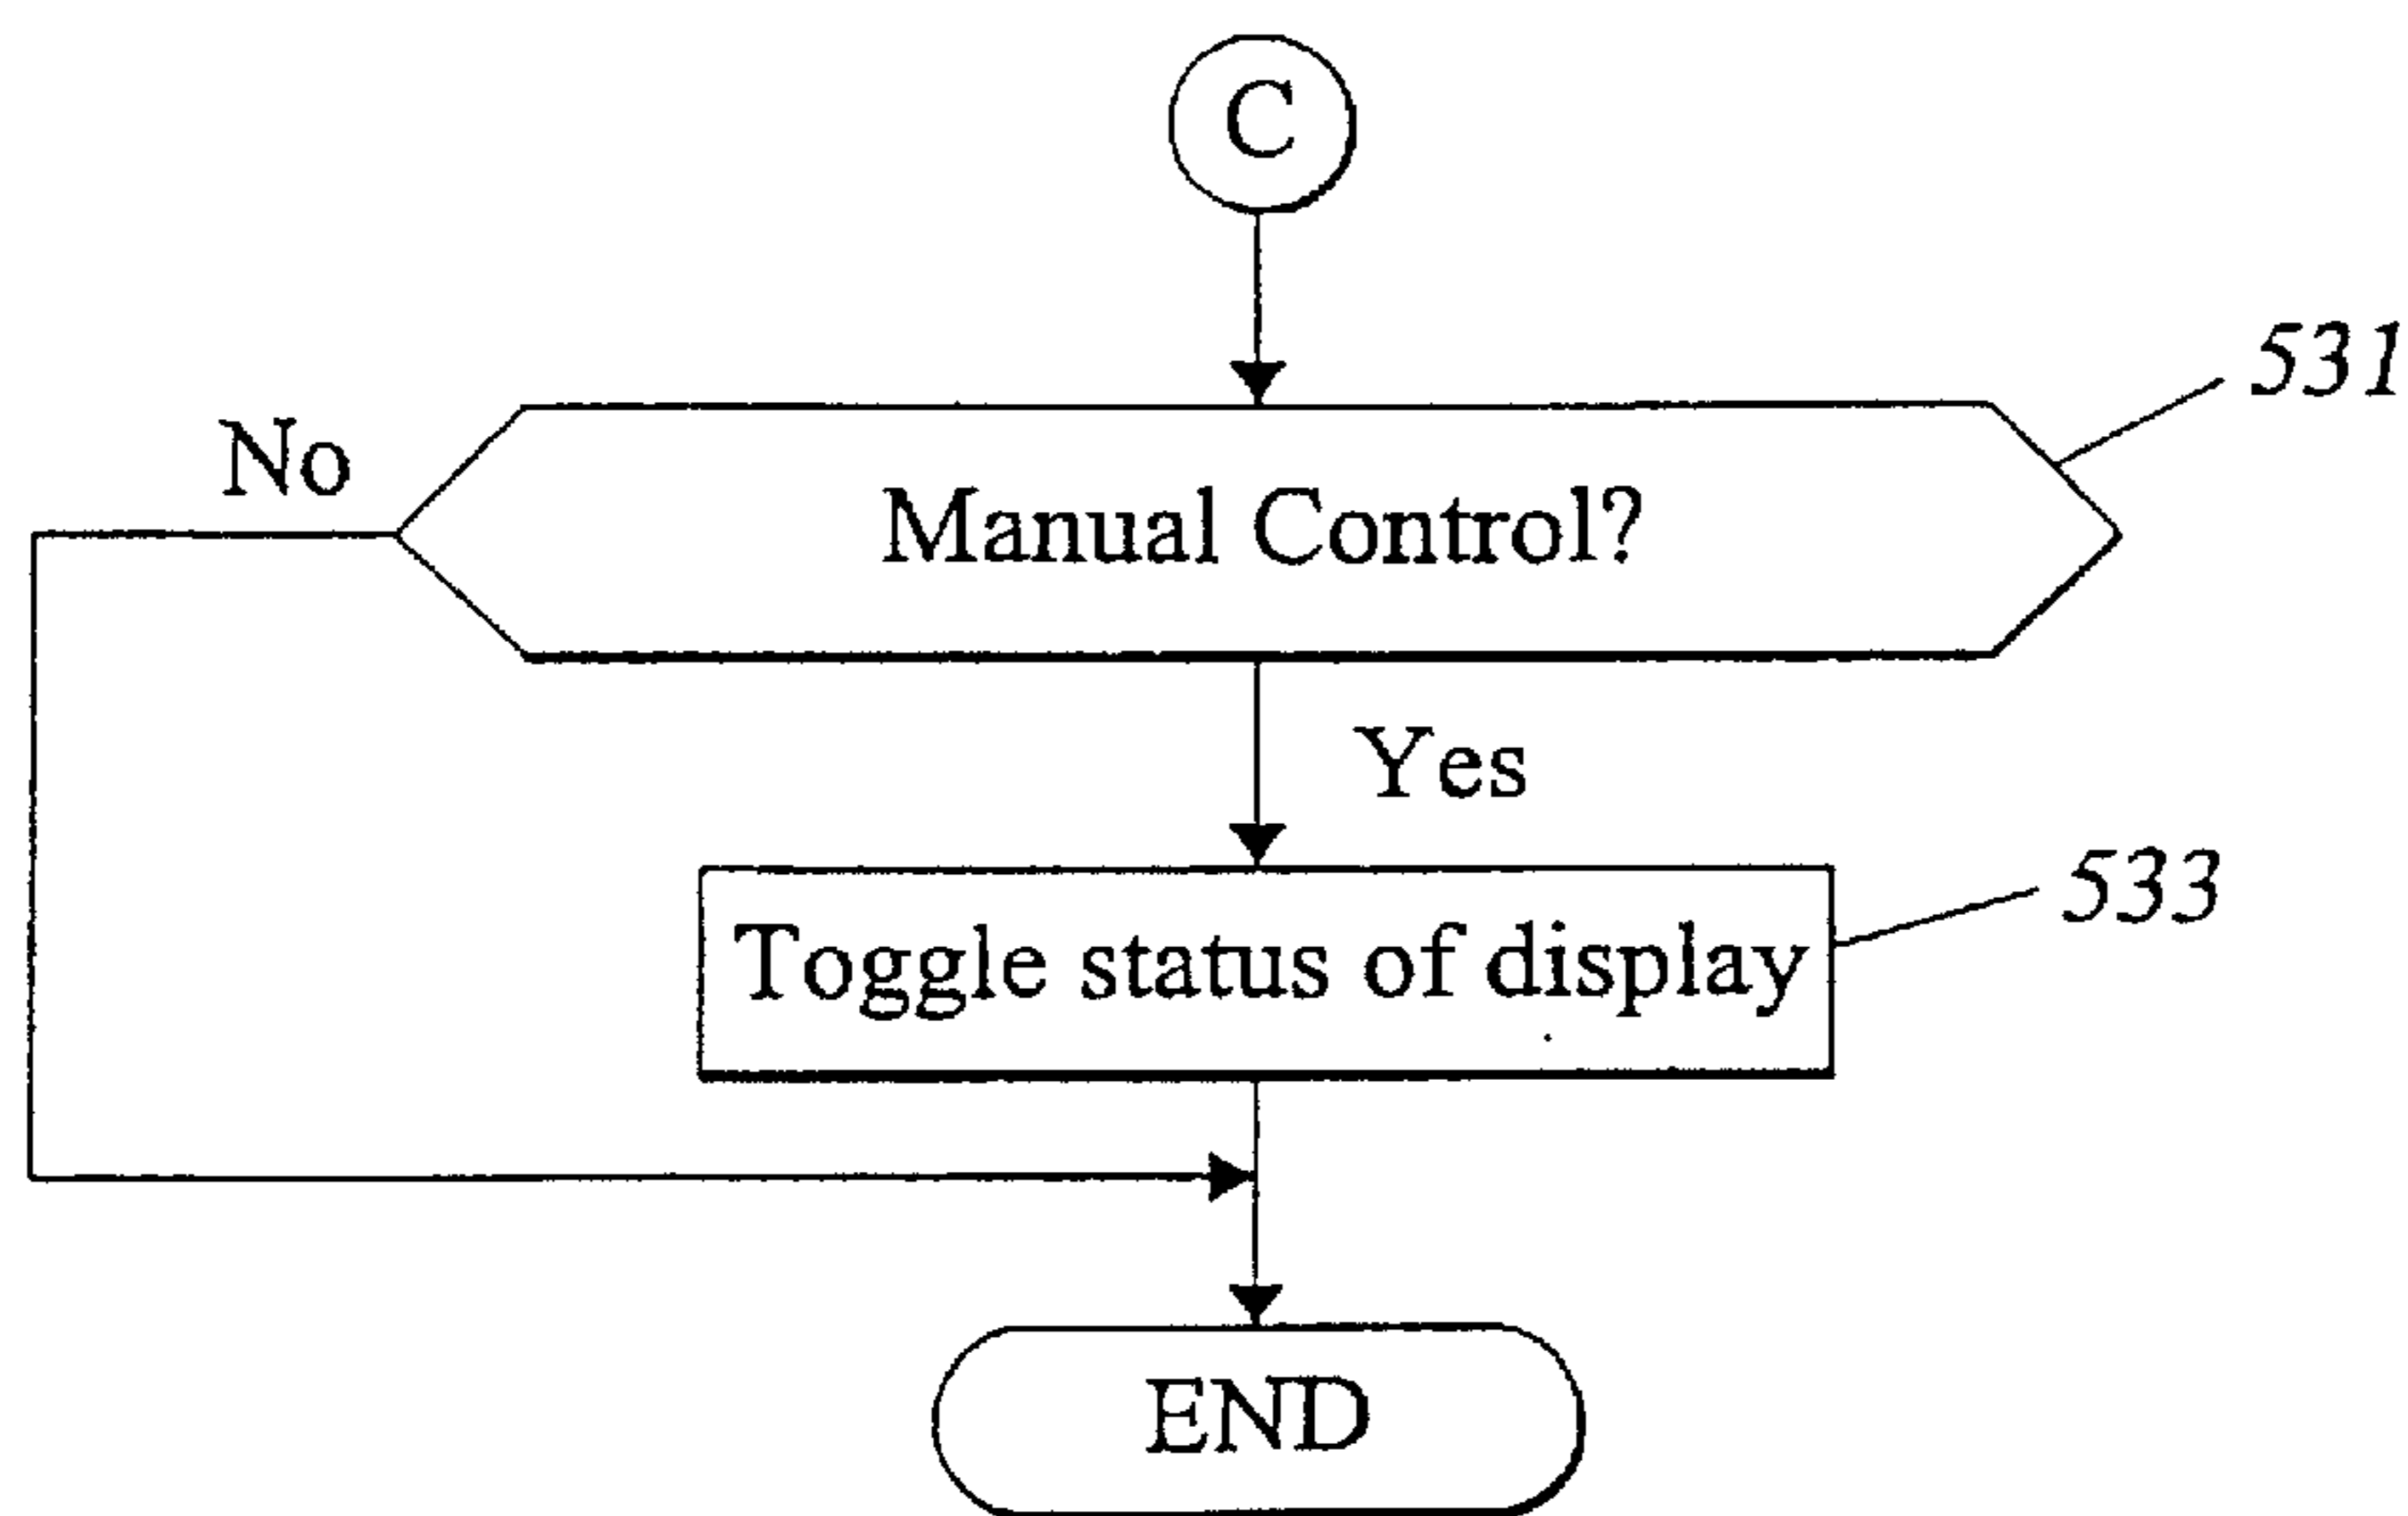 C
531
No
Manual Control?
Yes
533
Toggle status of display
END